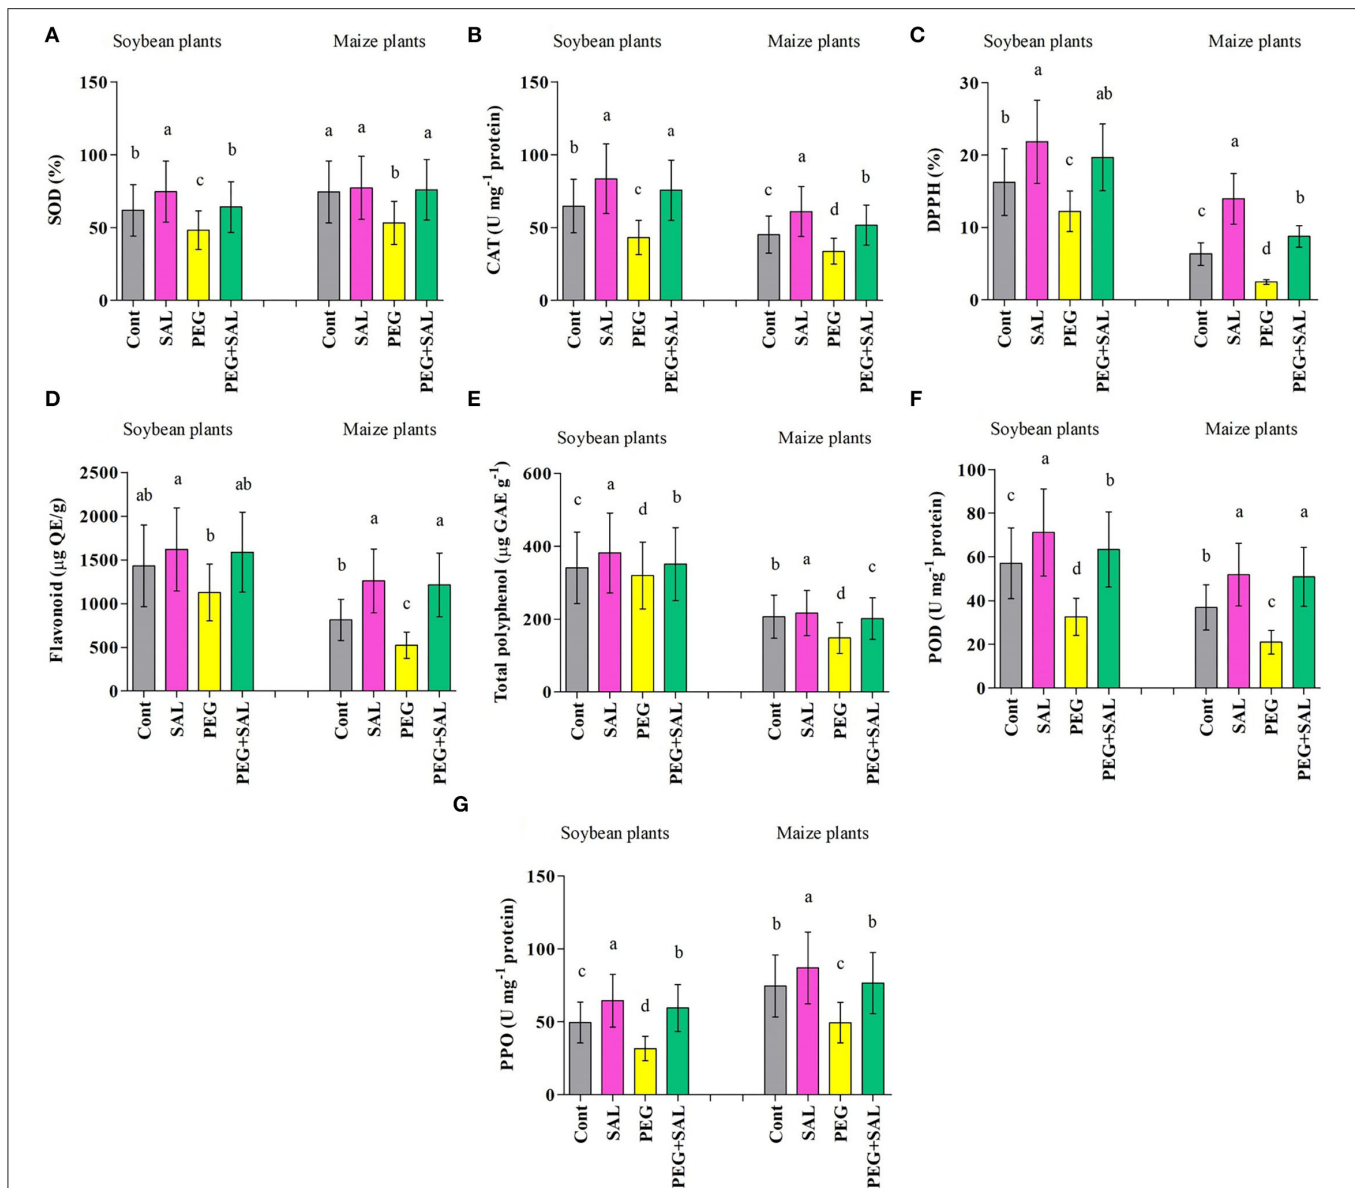 A
Soybean plants Maize plants
SOD (%)
150
100
50
0
b a c b a a b a
Cont SAL PEG PEG+SAL Cont SAL PEG PEG+SAL
B
Soybean plants Maize plants
CAT (U mg-1 protein)
150
100
50
0
b a c a c a d b
Cont SAL PEG PEG+SAL Cont SAL PEG PEG+SAL
C
Soybean plants Maize plants
DPPH (%)
30
20
10
0
b a c ab c a d b
Cont SAL PEG PEG+SAL Cont SAL PEG PEG+SAL
D
Soybean plants Maize plants
Flavonoid (µg QE/g)
2500
2000
1500
1000
500
0
ab a b ab b a c a
Cont SAL PEG PEG+SAL Cont SAL PEG PEG+SAL
E
Soybean plants Maize plants
Total polyphenol (µg GAE g-1)
600
400
200
0
c a d b b a d c
Cont SAL PEG PEG+SAL Cont SAL PEG PEG+SAL
F
Soybean plants Maize plants
POD (U mg-1 protein)
100
80
60
40
20
0
c a d b b a c a
Cont SAL PEG PEG+SAL Cont SAL PEG PEG+SAL
G
Soybean plants Maize plants
PPO (U mg-1 protein)
150
100
50
0
c a d b b a c b
Cont SAL PEG PEG+SAL Cont SAL PEG PEG+SAL